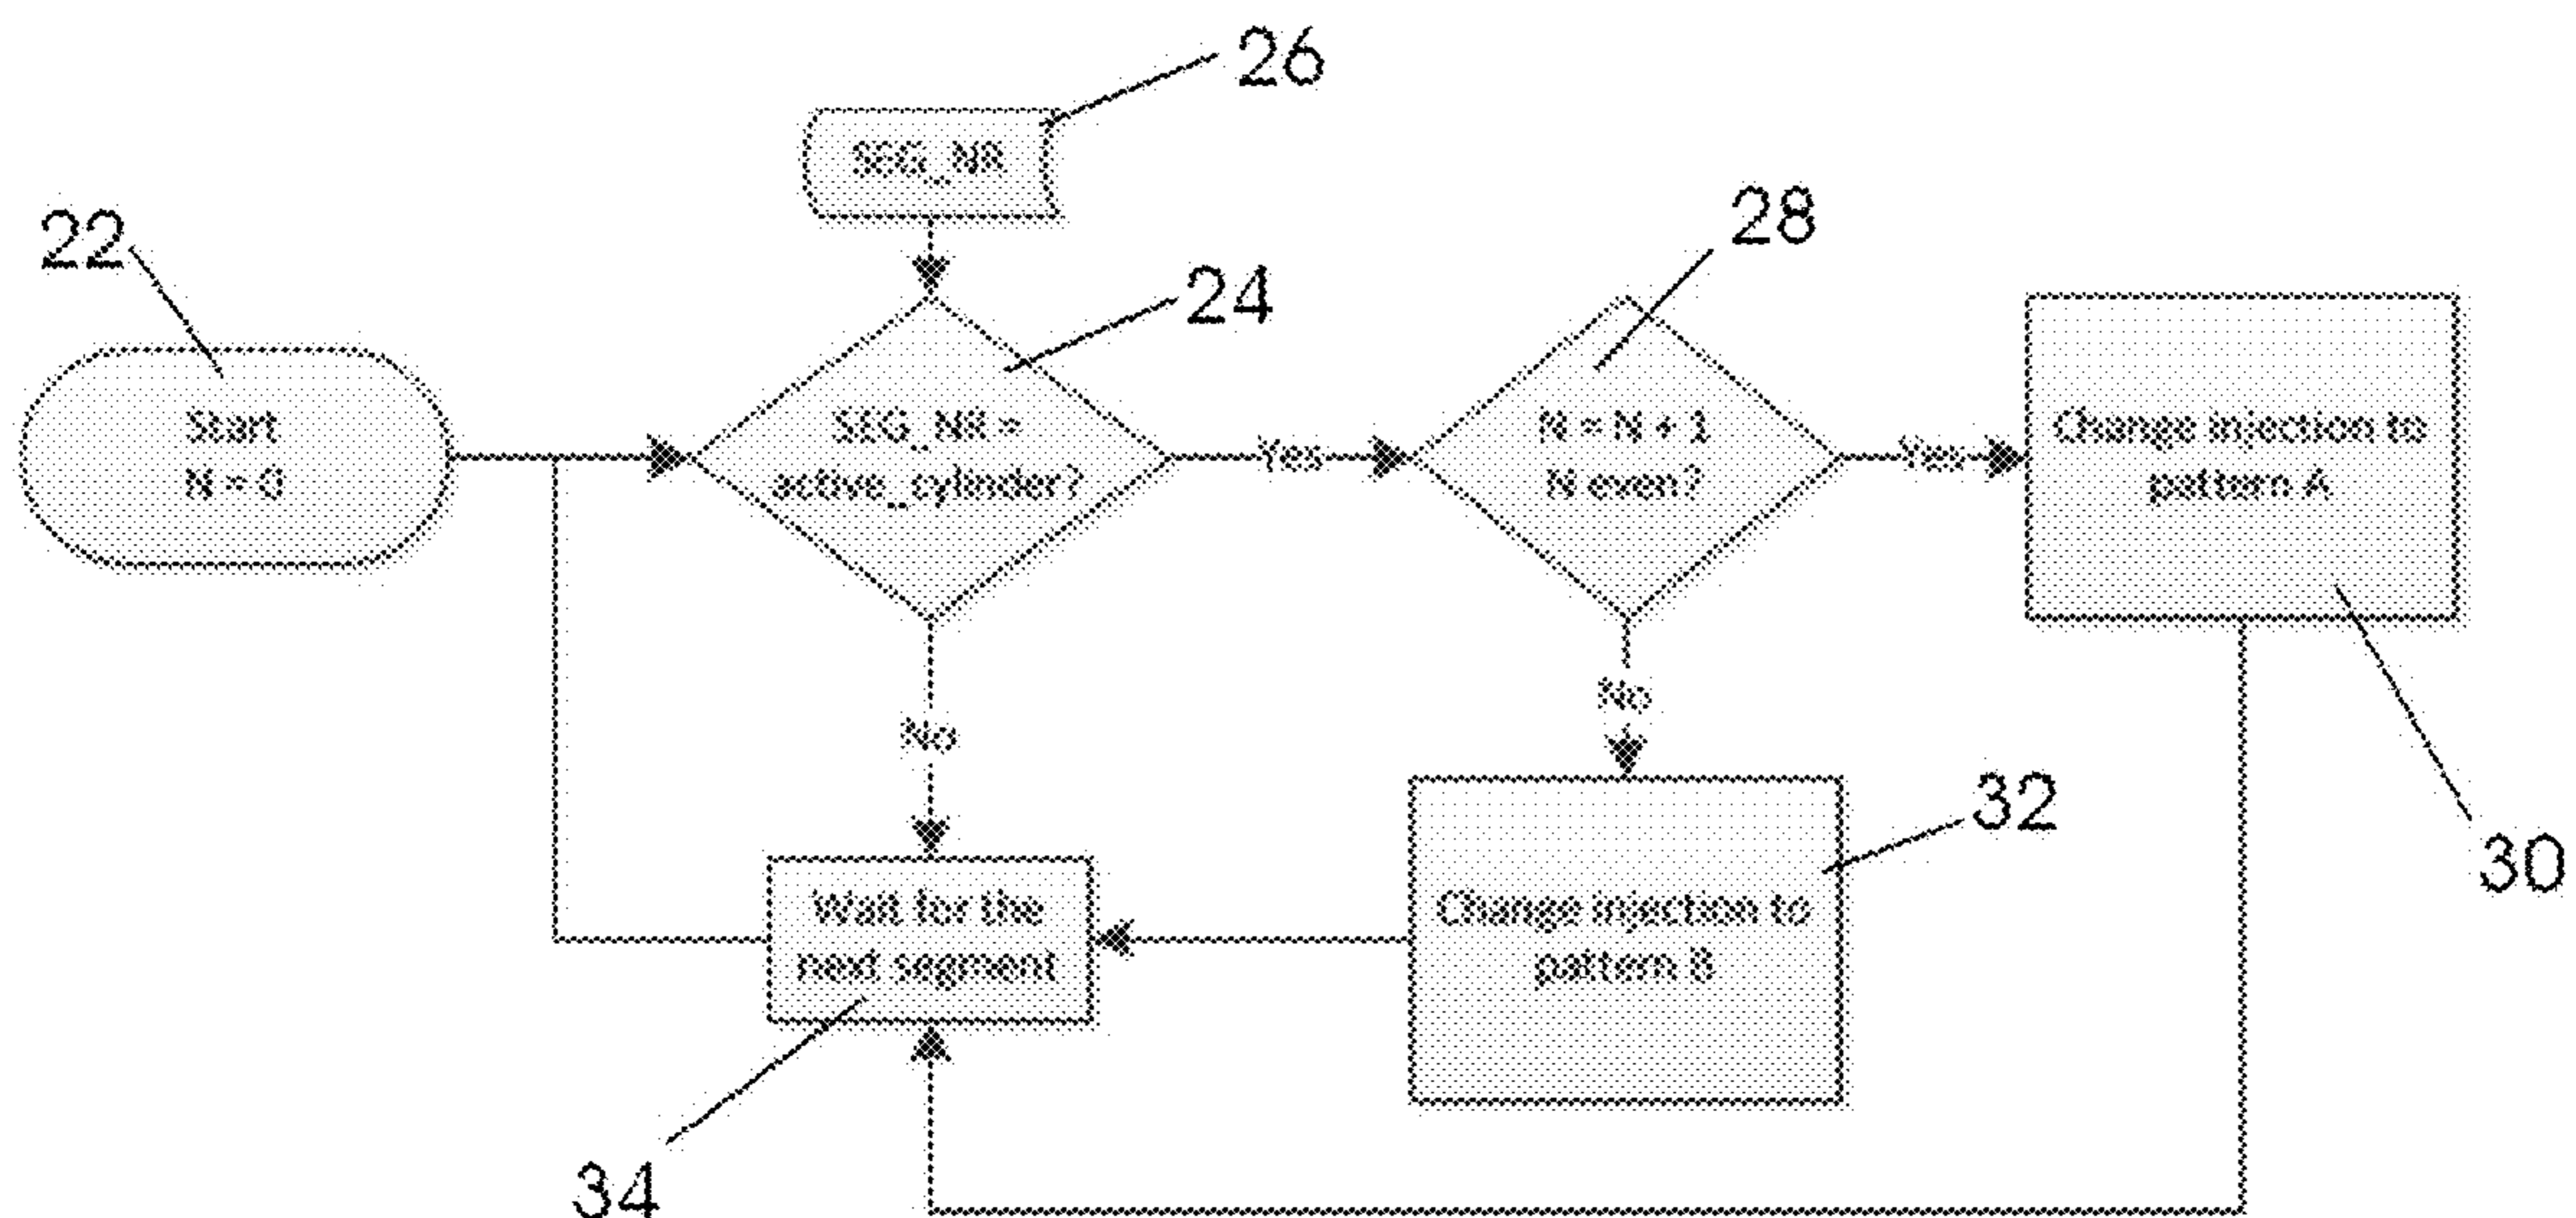 26
SEG_NR
22
28
24
Start
N = 0
SEG_NR =
active_cylinder?
Yes
N = N + 1
N even?
Yes
Change injection to
pattern A
No
No
32
30
Wait for the
next segment
Change injection to
pattern B
34